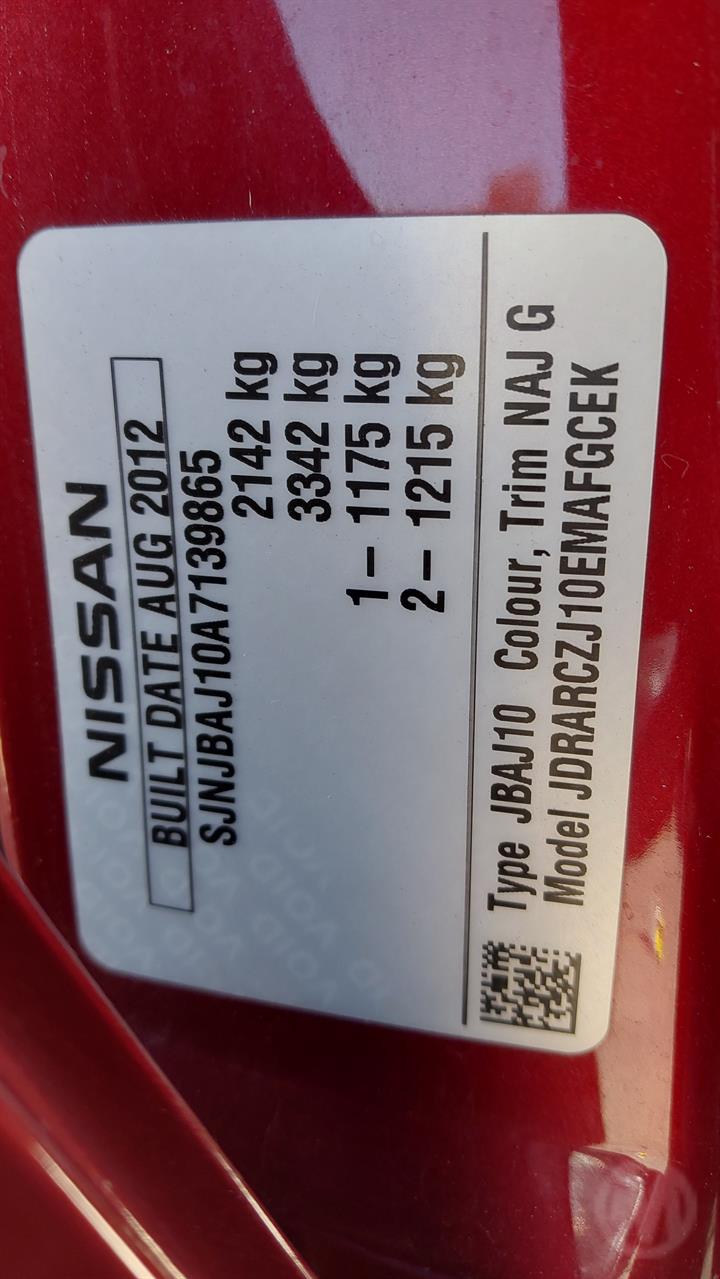 NISSAN
BUILT DATE AUG 2012
SJNJBAJ10A7139865
2142 kg
3342 kg
1– 1175 kg
2– 1215 kg
Type JBAJ10 Colour, Trim NAJ G
Model JDRARCZJ10EMAFGCEK